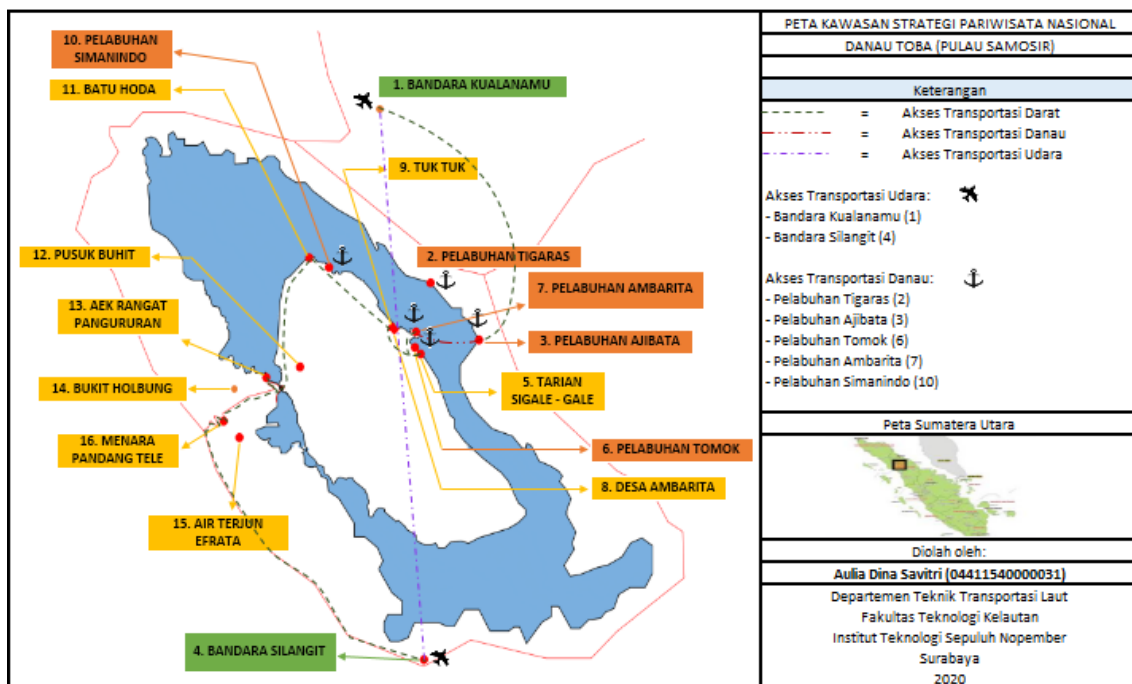 10. PELABUHAN
SIMANINDO
11. BATU HODA
1. BANDARA KUALANAMU
9. TUK TUK
12. PUSUK BUHIT
2. PELABUHAN TIGARAS
7. PELABUHAN AMBARITA
13. AEK RANGAT
PANGURURAN
3. PELABUHAN AJIBATA
14. BUKIT HOLBUNG
5. TARIAN
SIGALE - GALE
16. MENARA
PANDANG TELE
6. PELABUHAN TOMOK
8. DESA AMBARITA
15. AIR TERJUN
EFRATA
4. BANDARA SILANGIT
PETA KAWASAN STRATEGI PARIWISATA NASIONAL
DANAU TOBA (PULAU SAMOSIR)
Keterangan
= Akses Transportasi Darat
= Akses Transportasi Danau
= Akses Transportasi Udara
Akses Transportasi Udara:
- Bandara Kualanamu (1)
- Bandara Silangit (4)
Akses Transportasi Danau:
- Pelabuhan Tigaras (2)
- Pelabuhan Ajibata (3)
- Pelabuhan Tomok (6)
- Pelabuhan Ambarita (7)
- Pelabuhan Simanindo (10)
Peta Sumatera Utara
Diolah oleh:
Aulia Dina Savitri (04411540000031)
Departemen Teknik Transportasi Laut
Fakultas Teknologi Kelautan
Institut Teknologi Sepuluh Nopember
Surabaya
2020